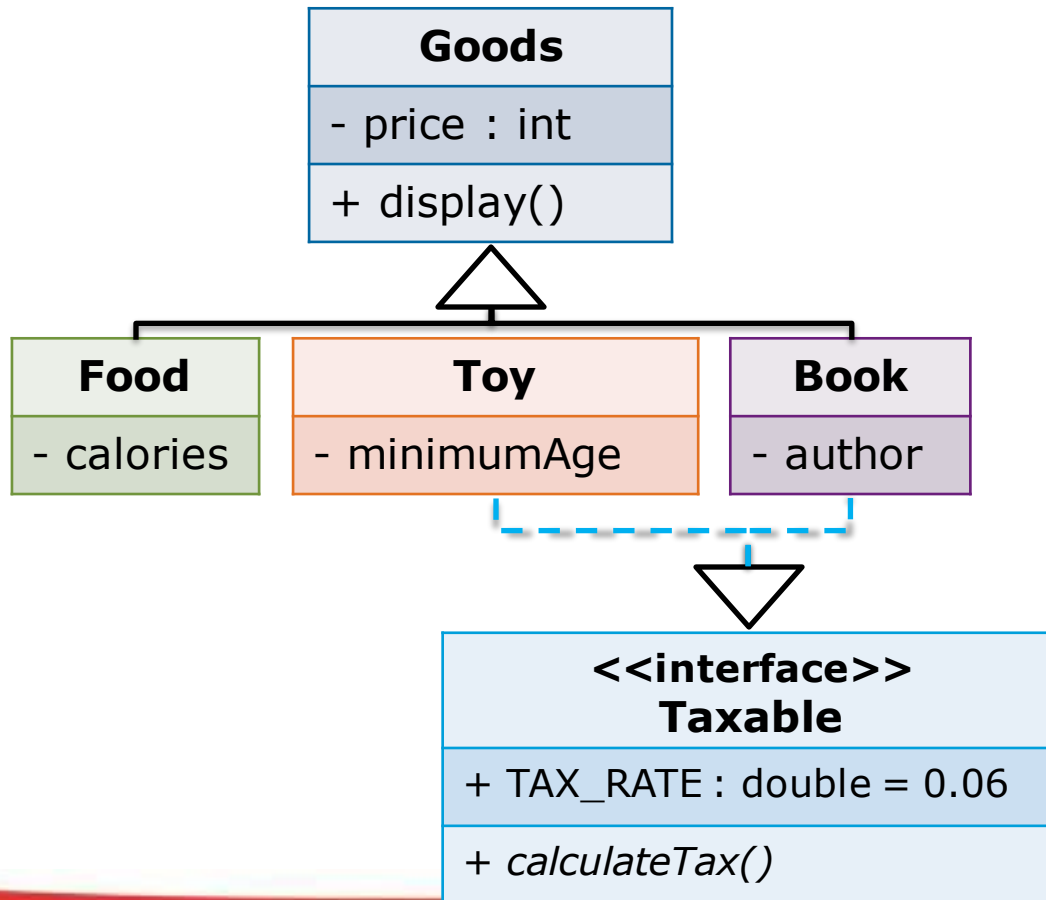 Goods
- price : int
+ display()
Food
- calories
Toy
- minimumAge
Book
- author
<<interface>>
Taxable
+ TAX_RATE : double = 0.06
+ calculateTax()